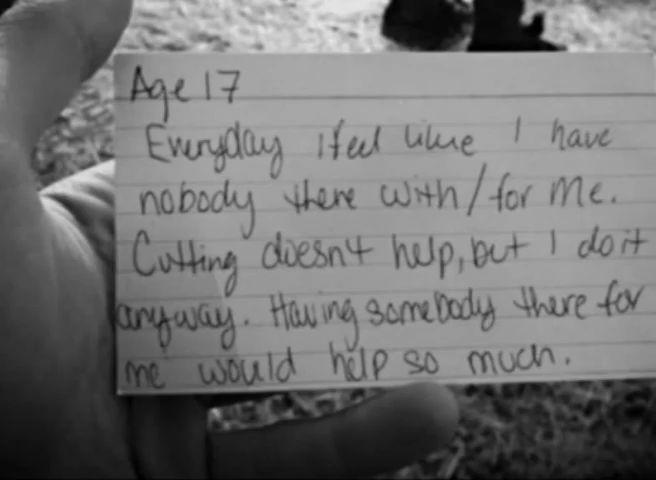 Age 17
Everyday I feel like I have
nobody there with/for me.
Cutting doesn't help, but I do it
anyway. Having somebody there for
me would help so much.